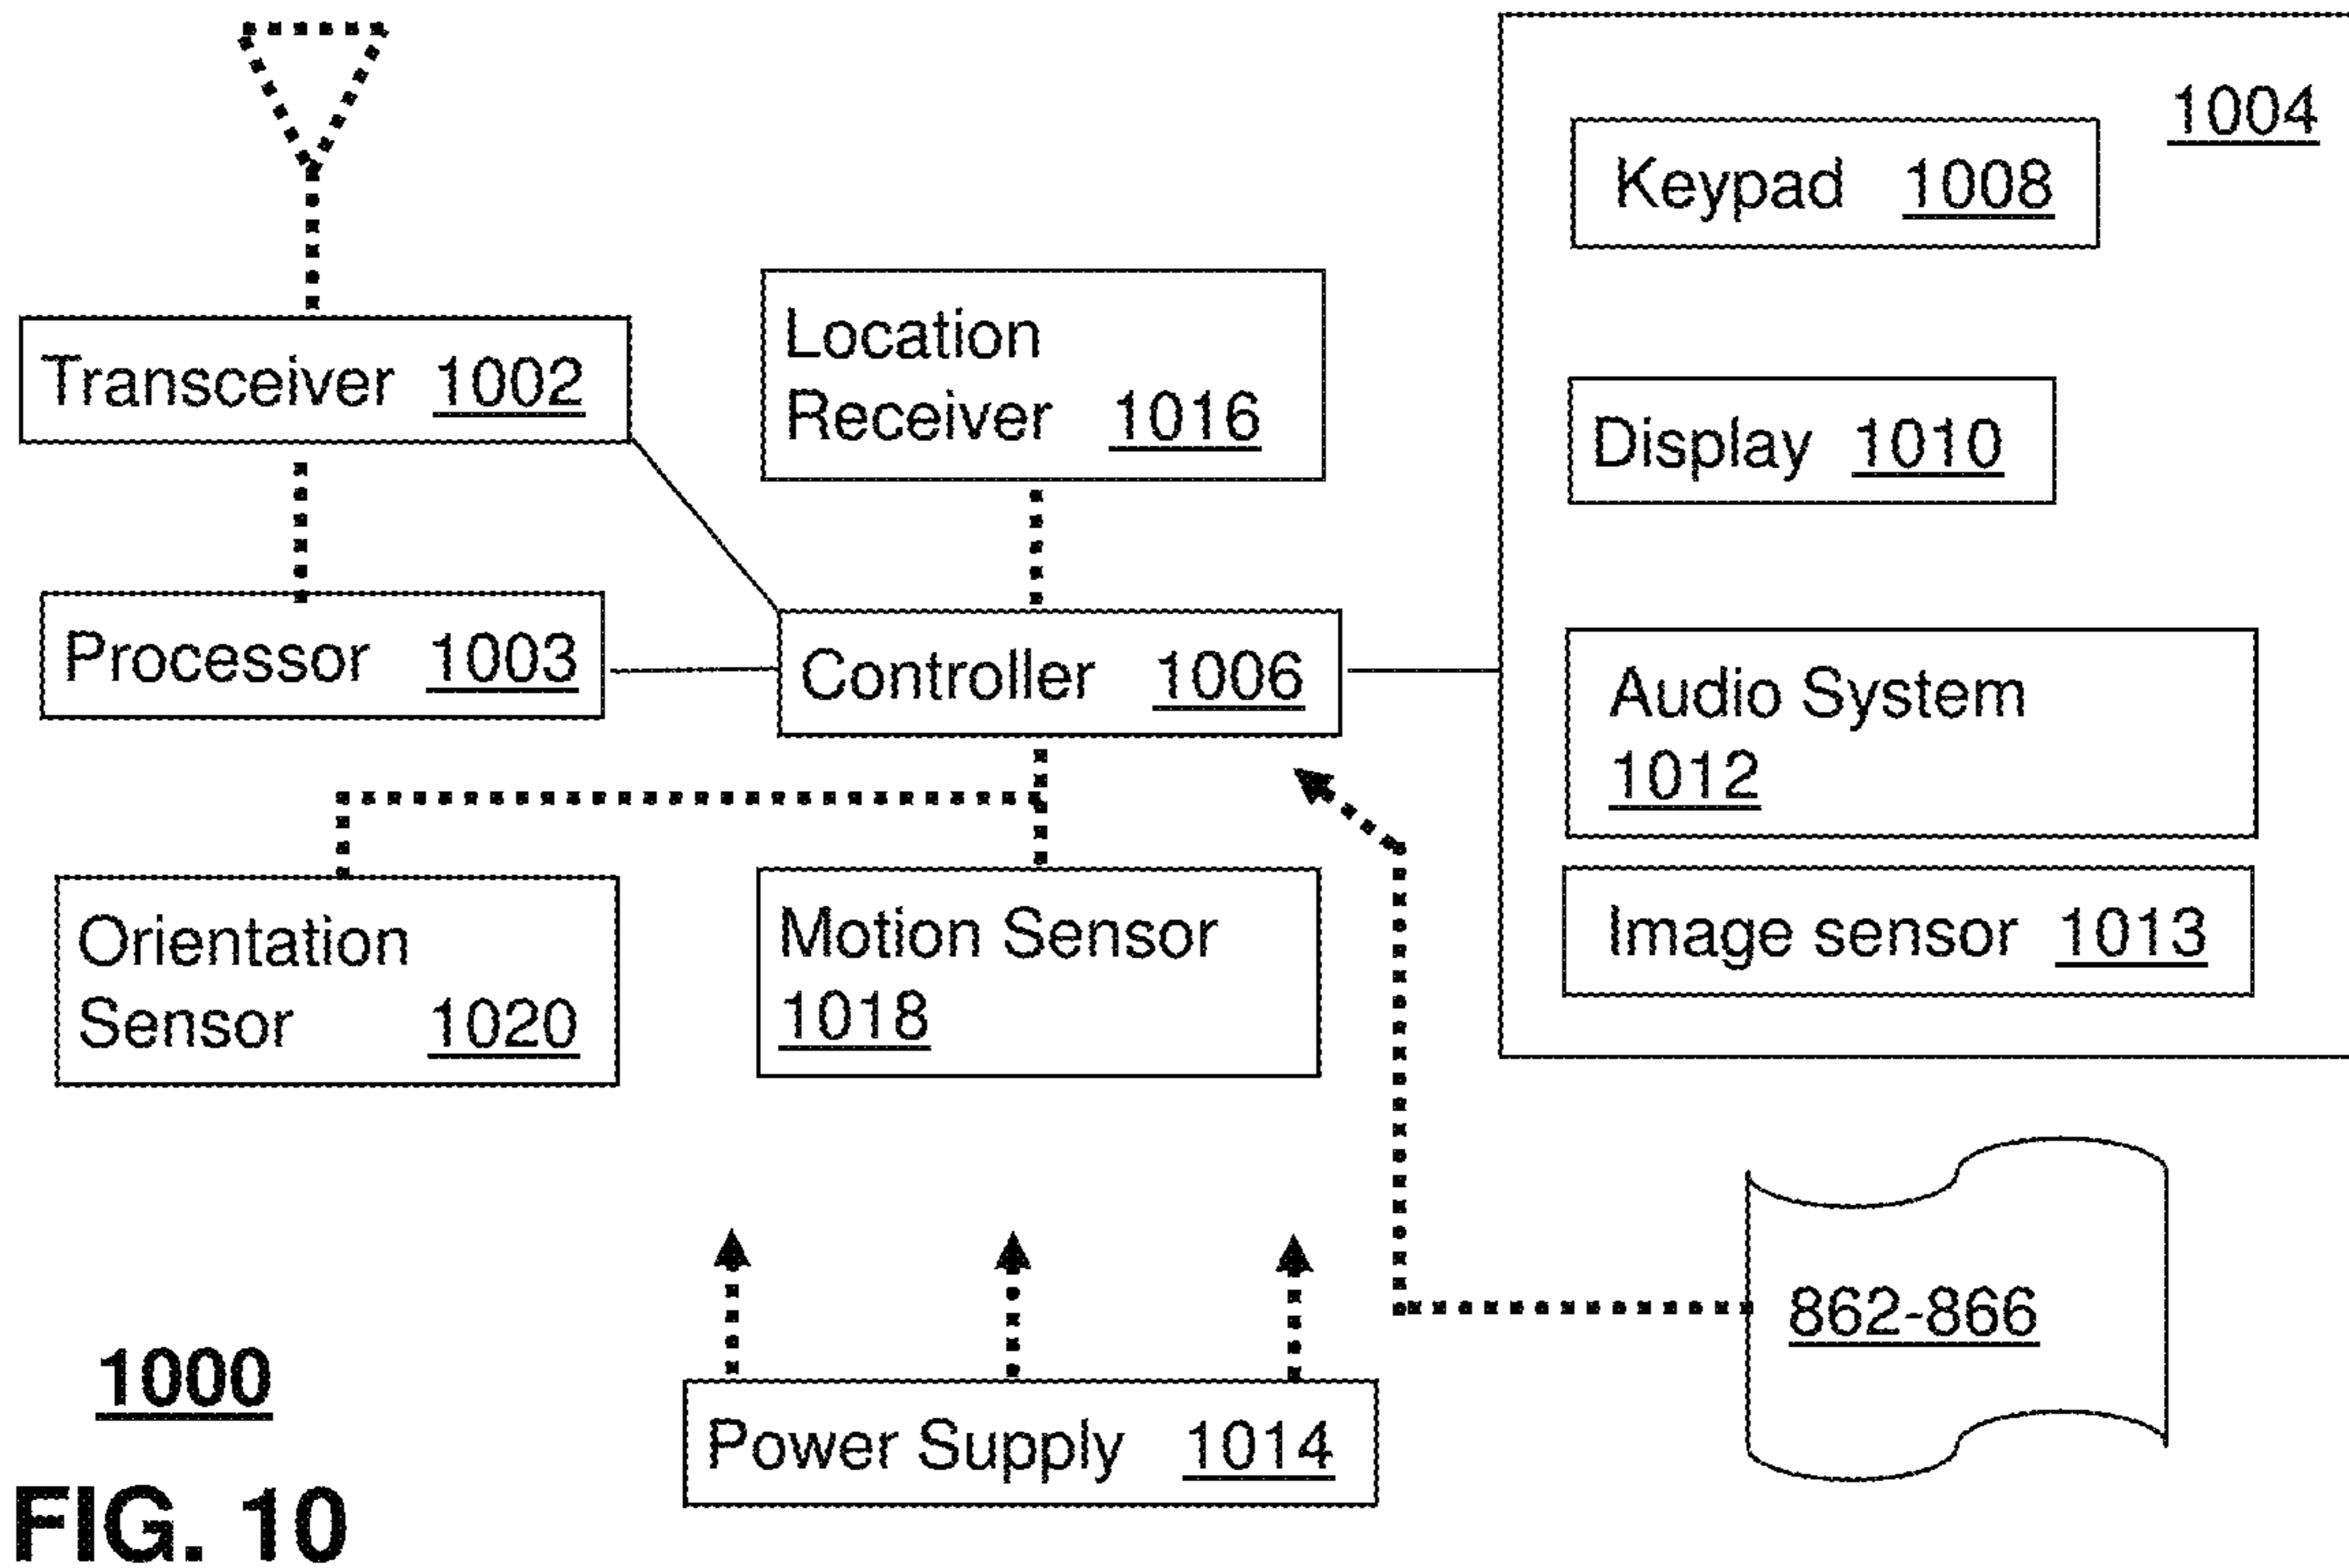 1004
Keypad 1008
Transceiver 1002
Location
Receiver 1016
Display 1010
Processor 1003
Controller 1006
Audio System
1012
Orientation
Sensor 1020
Motion Sensor
1018
Image sensor 1013
862-866
Power Supply 1014
1000
FIG. 10